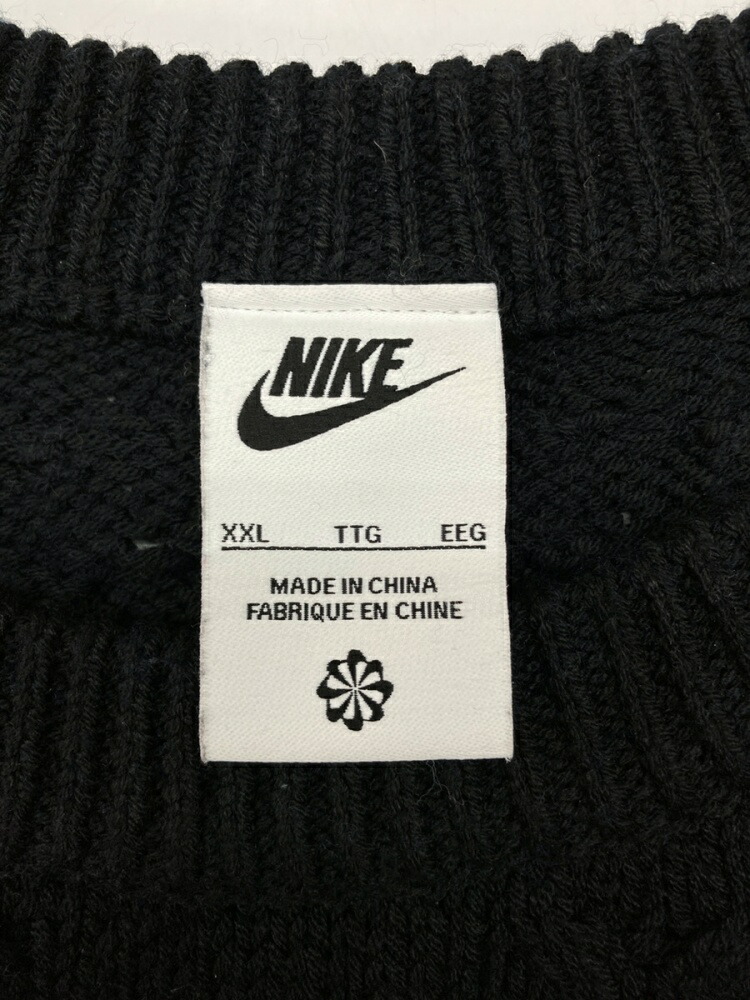 NIKE
XXL TTG EEG
MADE IN CHINA
FABRIQUE EN CHINE